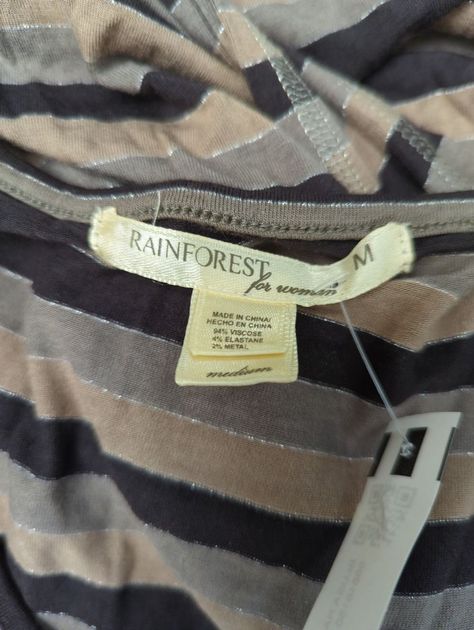 RAINFOREST
for women
M
MADE IN CHINA/
HECHO EN CHINA
94% VISCOSE
4% ELASTANE
2% METAL
medium